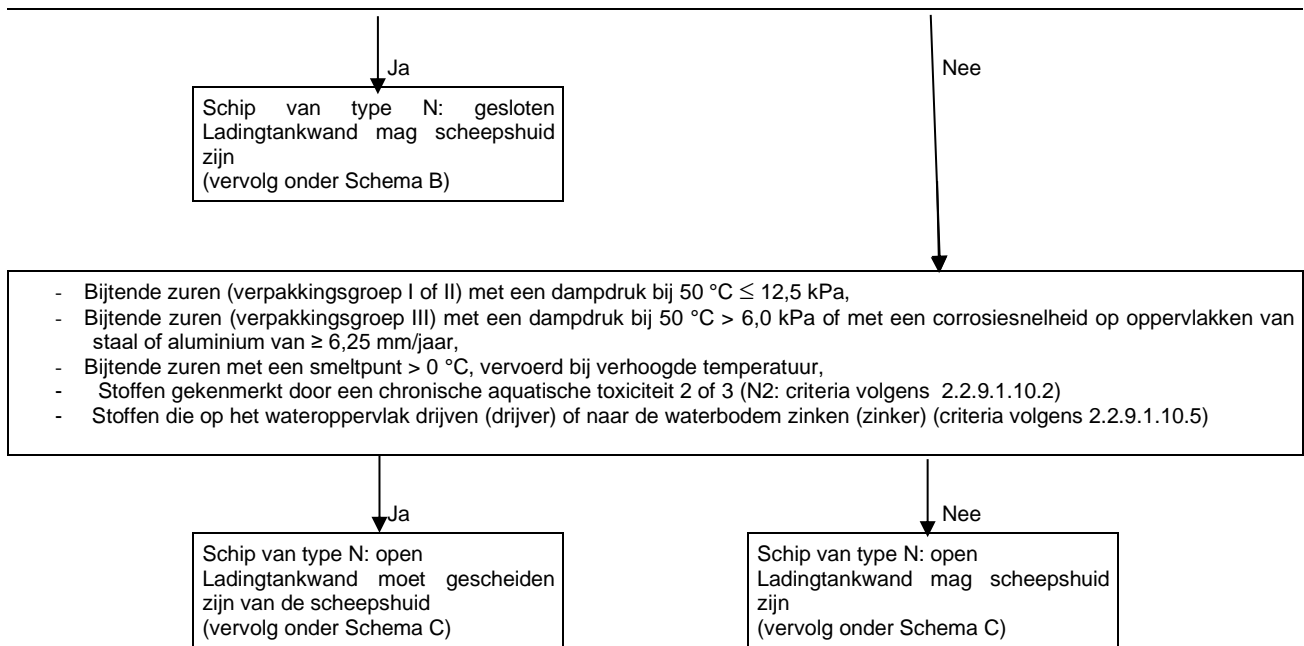 Ja
Nee
Schip van type N: gesloten
Ladingtankwand mag scheepshuid
zijn
(vervolg onder Schema B)
- Bijtende zuren (verpakkingsgroep I of II) met een dampdruk bij 50 °C ≤ 12,5 kPa,
- Bijtende zuren (verpakkingsgroep III) met een dampdruk bij 50 °C > 6,0 kPa of met een corrosiesnelheid op oppervlakken van
staal of aluminium van ≥ 6,25 mm/jaar,
- Bijtende zuren met een smeltpunt > 0 °C, vervoerd bij verhoogde temperatuur,
- Stoffen gekenmerkt door een chronische aquatische toxiciteit 2 of 3 (N2: criteria volgens 2.2.9.1.10.2)
- Stoffen die op het wateroppervlak drijven (drijver) of naar de waterbodem zinken (zinker) (criteria volgens 2.2.9.1.10.5)
Ja
Nee
Schip van type N: open
Ladingtankwand moet gescheiden
zijn van de scheepshuid
(vervolg onder Schema C)
Schip van type N: open
Ladingtankwand mag scheepshuid
zijn
(vervolg onder Schema C)